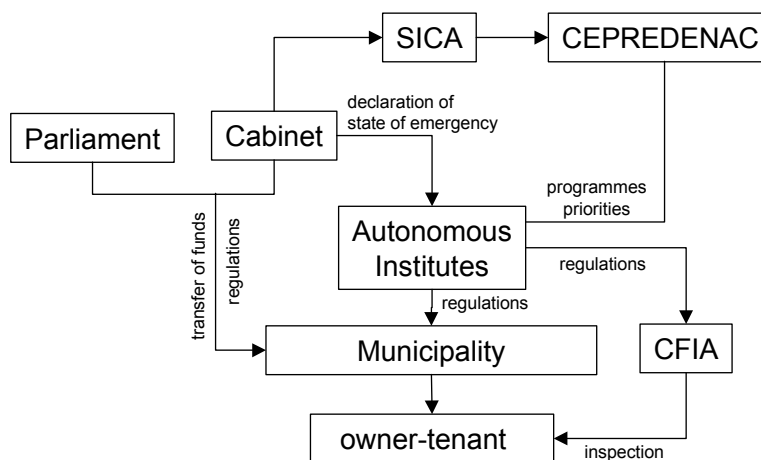 SICA
CEPREDENAC
Parliament
Cabinet
declaration of
state of emergency
programmes
priorities
Autonomous
Institutes
transfer of funds
regulations
regulations
regulations
Municipality
CFIA
owner-tenant
inspection